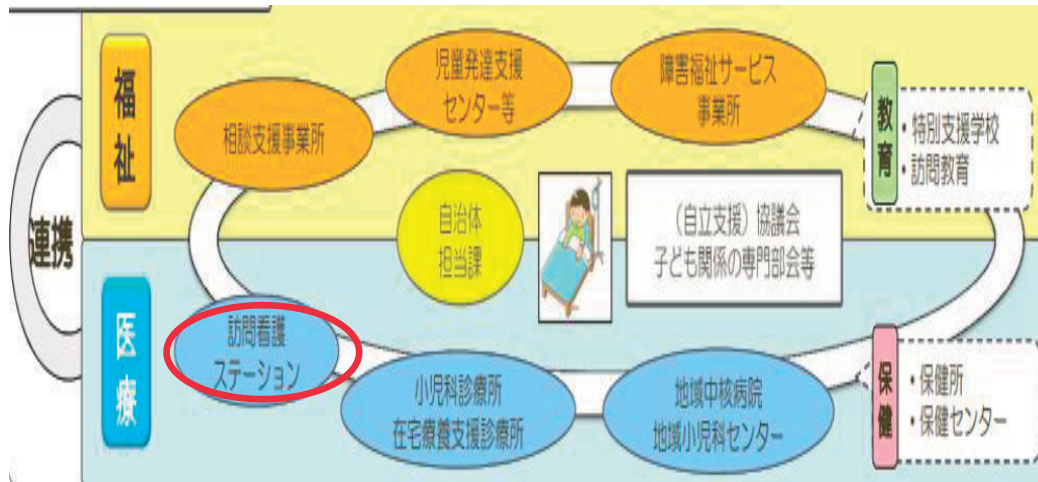 連携
福祉
相談支援事業所
児童発達支援
センター等
障害福祉サービス
事業所
教育
・特別支援学校
・訪問教育
自治体
担当課
（自立支援）協議会
子ども関係の専門部会等
医療
訪問看護
ステーション
小児科診療所
在宅療養支援診療所
地域中核病院
地域小児科センター
保健
・保健所
・保健センター